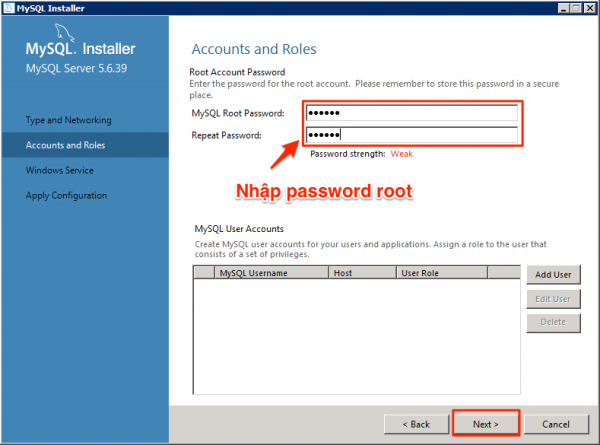 MySQL Installer
MySQL. Installer
MySQL Server 5.6.39
Type and Networking
Accounts and Roles
Windows Service
Apply Configuration
Accounts and Roles
Root Account Password
Enter the password for the root account. Please remember to store this password in a secure
place.
MySQL Root Password: ●●●●●●
Repeat Password: ●●●●●●
Password strength: Weak
Nhập password root
MySQL User Accounts
Create MySQL user accounts for your users and applications. Assign a role to the user that
consists of a set of privileges.
MySQL Username Host User Role
Add User
Edit User
Delete
< Back Next > Cancel